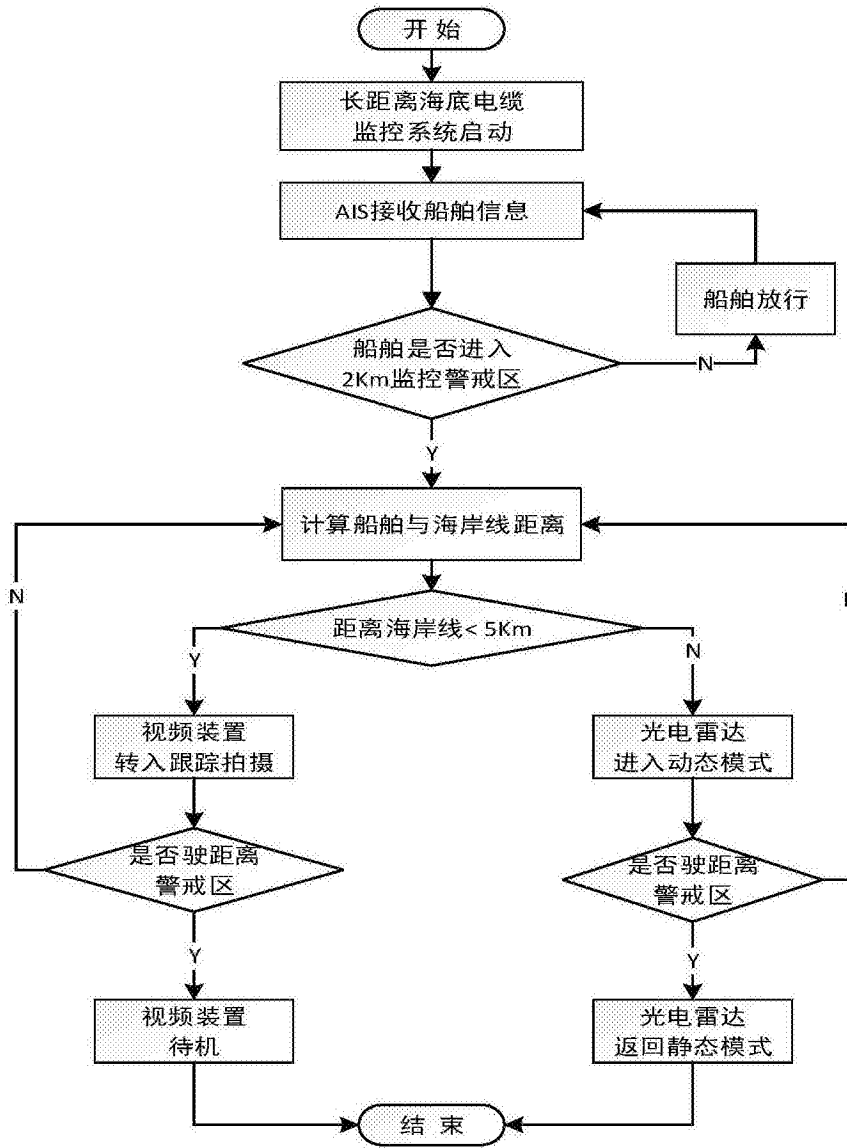 开 始
长距离海底电缆
监控系统启动
AIS接收船舶信息
船舶放行
船舶是否进入
2Km监控警戒区
N
Y
计算船舶与海岸线距离
N
距离海岸线<5Km
Y
N
视频装置
转入跟踪拍摄
光电雷达
进入动态模式
是否驶距离
警戒区
是否驶距离
警戒区
Y
Y
视频装置
待机
光电雷达
返回静态模式
结 束